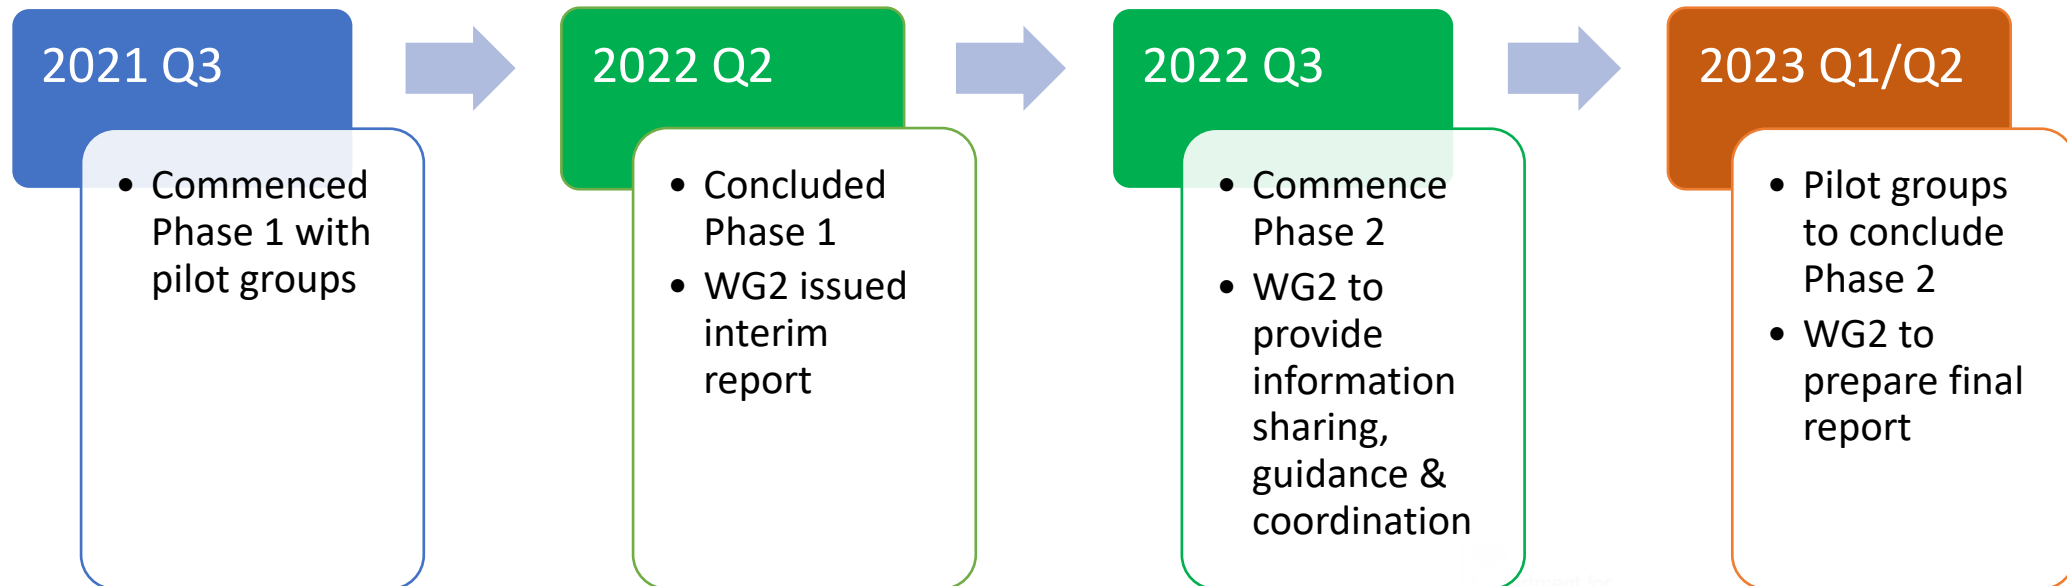 2021 Q3
• Commenced
Phase 1 with
pilot groups
2022 Q2
• Concluded
Phase 1
• WG2 issued
interim
report
2022 Q3
• Commence
Phase 2
• WG2 to
provide
information
sharing,
guidance &
coordination
2023 Q1/Q2
• Pilot groups
to conclude
Phase 2
• WG2 to
prepare final
report